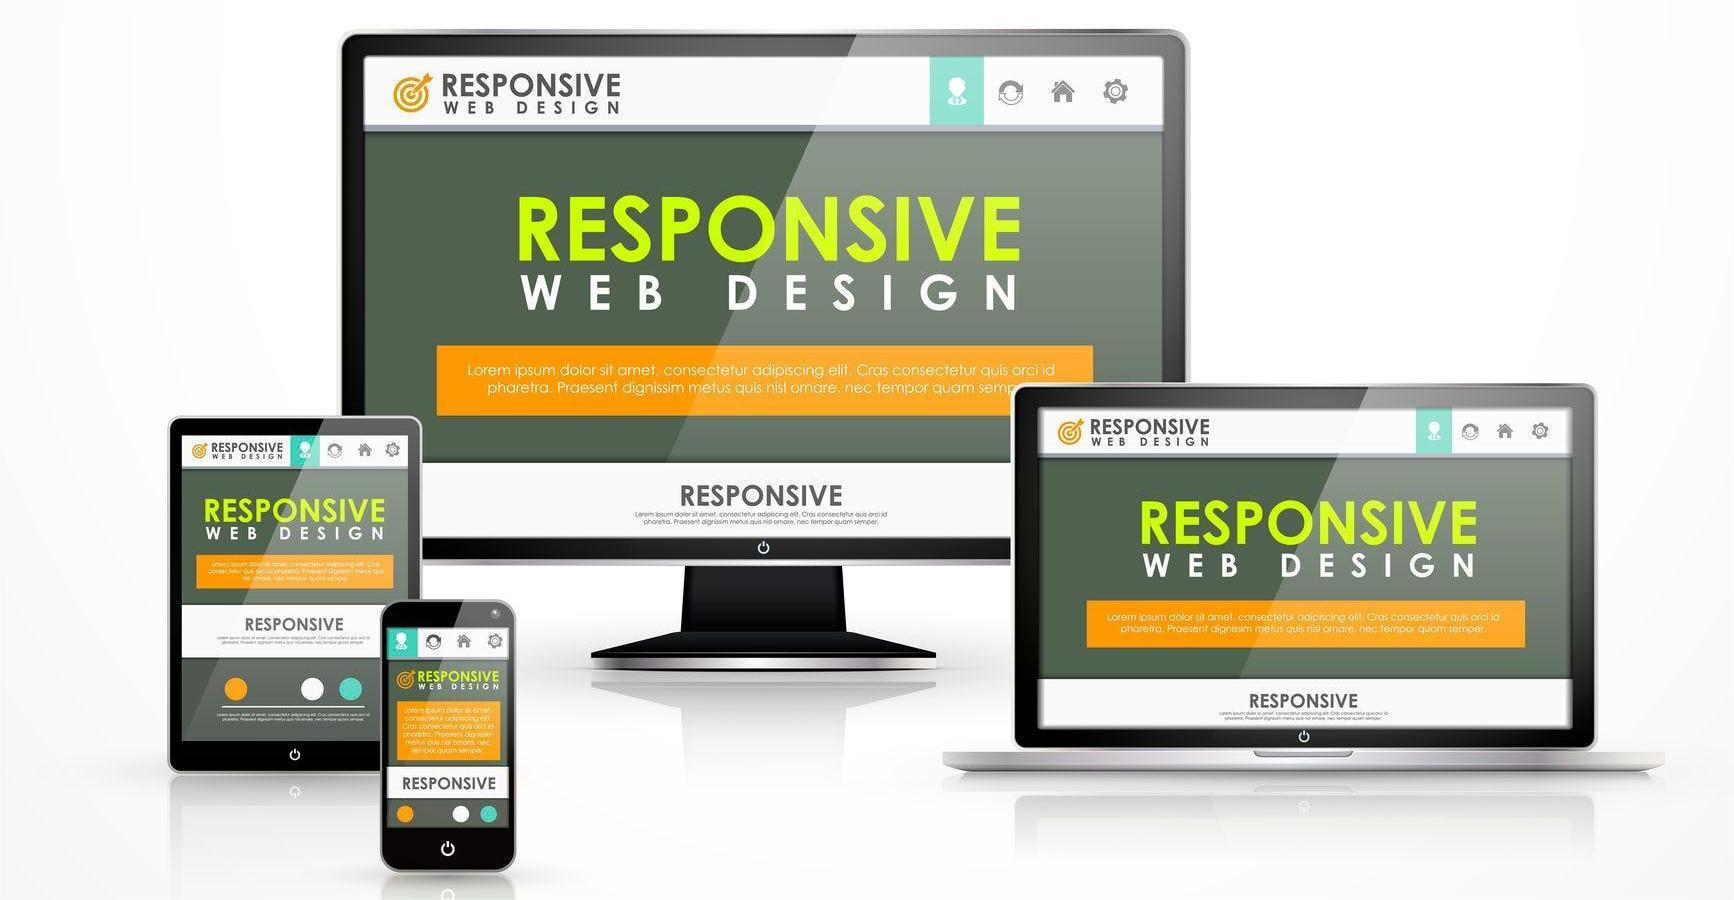 RESPONSIVE
WEB DESIGN
RESPONSIVE
WEB DESIGN
Lorem ipsum dolor sit amet, consectetur adipiscing elit. Cras consectetur quis orci id
pharetra. Praesent dignissim metus quis nisl ornare, nec tempor quam semp
RESPONSIVE
Lorem ipsum dolor sit amet, consectetur adipiscing elit. Cras consectetur quis orci id
pharetra. Praesent dignissim metus quis nisl ornare, nec tempor quam semper.
RESPONSIVE
WEB DESIGN
RESPONSIVE
WEB DESIGN
Lorem ipsum dolor sit amet, consectetur adipiscing elit. Cras
consectetur quis orci id pharetra. Praesent dignissim metus quis
nisl ornare, nec tempor quam semper.
RESPONSIVE
RESPONSIVE
WEB DESIGN
Lorem ipsum dolor
sit amet, consectetur
adipiscing elit.
Cras consectetur quis orci id
pharetra. Praesent dignissim
metus quis nisl ornare, nec
tempor quam semper.
RESPONSIVE
RESPONSIVE
WEB DESIGN
RESPONSIVE
WEB DESIGN
Lorem ipsum dolor sit amet, consectetur adipiscing elit. Cras consectetur quis orci id
pharetra. Praesent dignissim metus quis nisl ornare, nec tempor quam semper.
RESPONSIVE